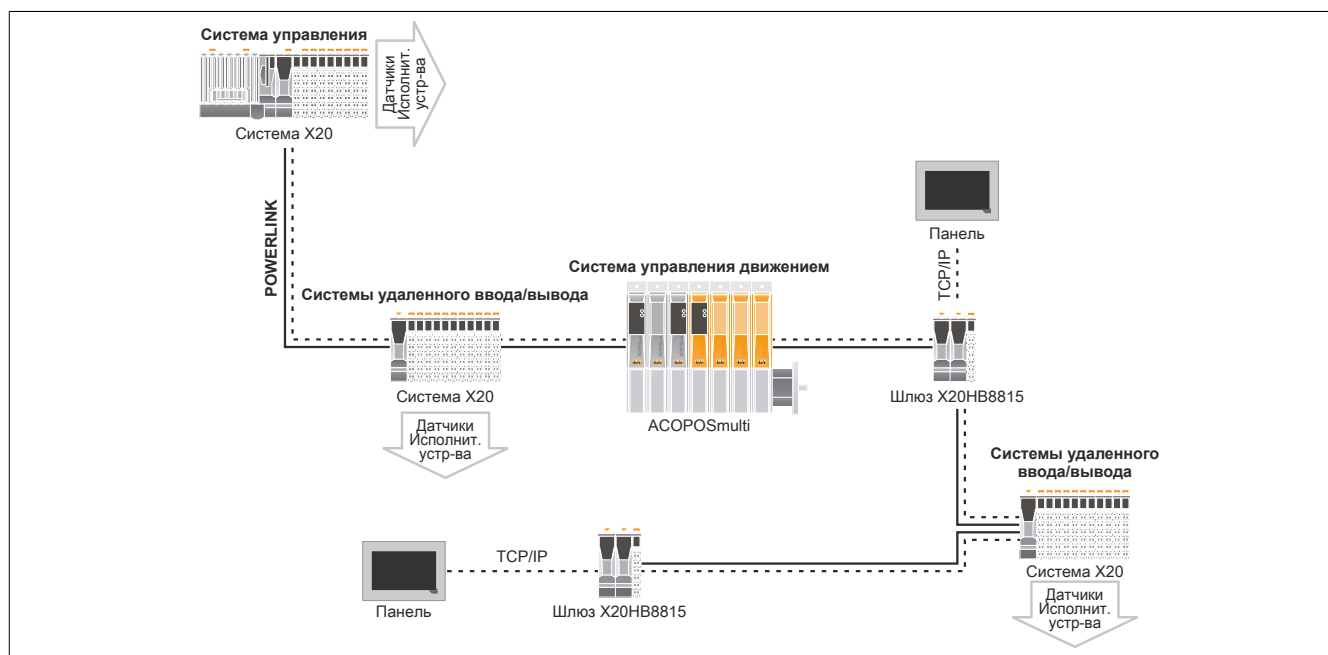 Система управления
Датчики
Исполнит.
устр-ва
Система X20
POWERLINK
Панель
TCP/IP
Система управления движением
Системы удаленного ввода/вывода
Система X20
ACOPOSmulti
Шлюз X20HB8815
Датчики
Исполнит.
устр-ва
Системы удаленного
ввода/вывода
TCP/IP
Панель
Шлюз X20HB8815
Система X20
Датчики
Исполнит.
устр-ва